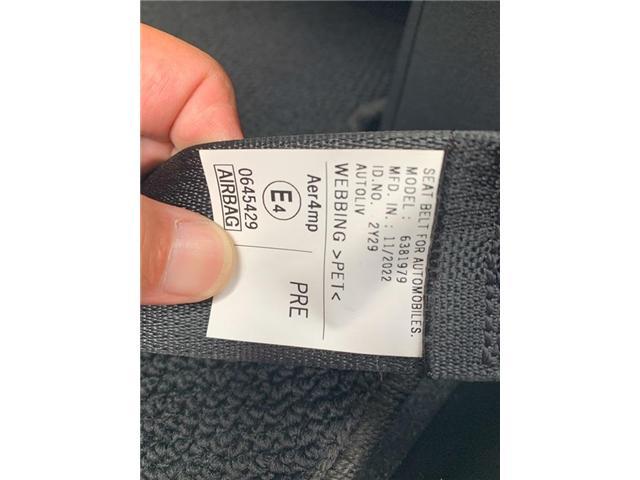 SEAT BELT FOR AUTOMOBILES.
MODEL : 6381979
MFD. IN. : 11/2022
ID.NO. 2Y29
AUTOLIV
WEBBING >PET<
Aer4mp
E4
PRE
0645429
AIRBAG